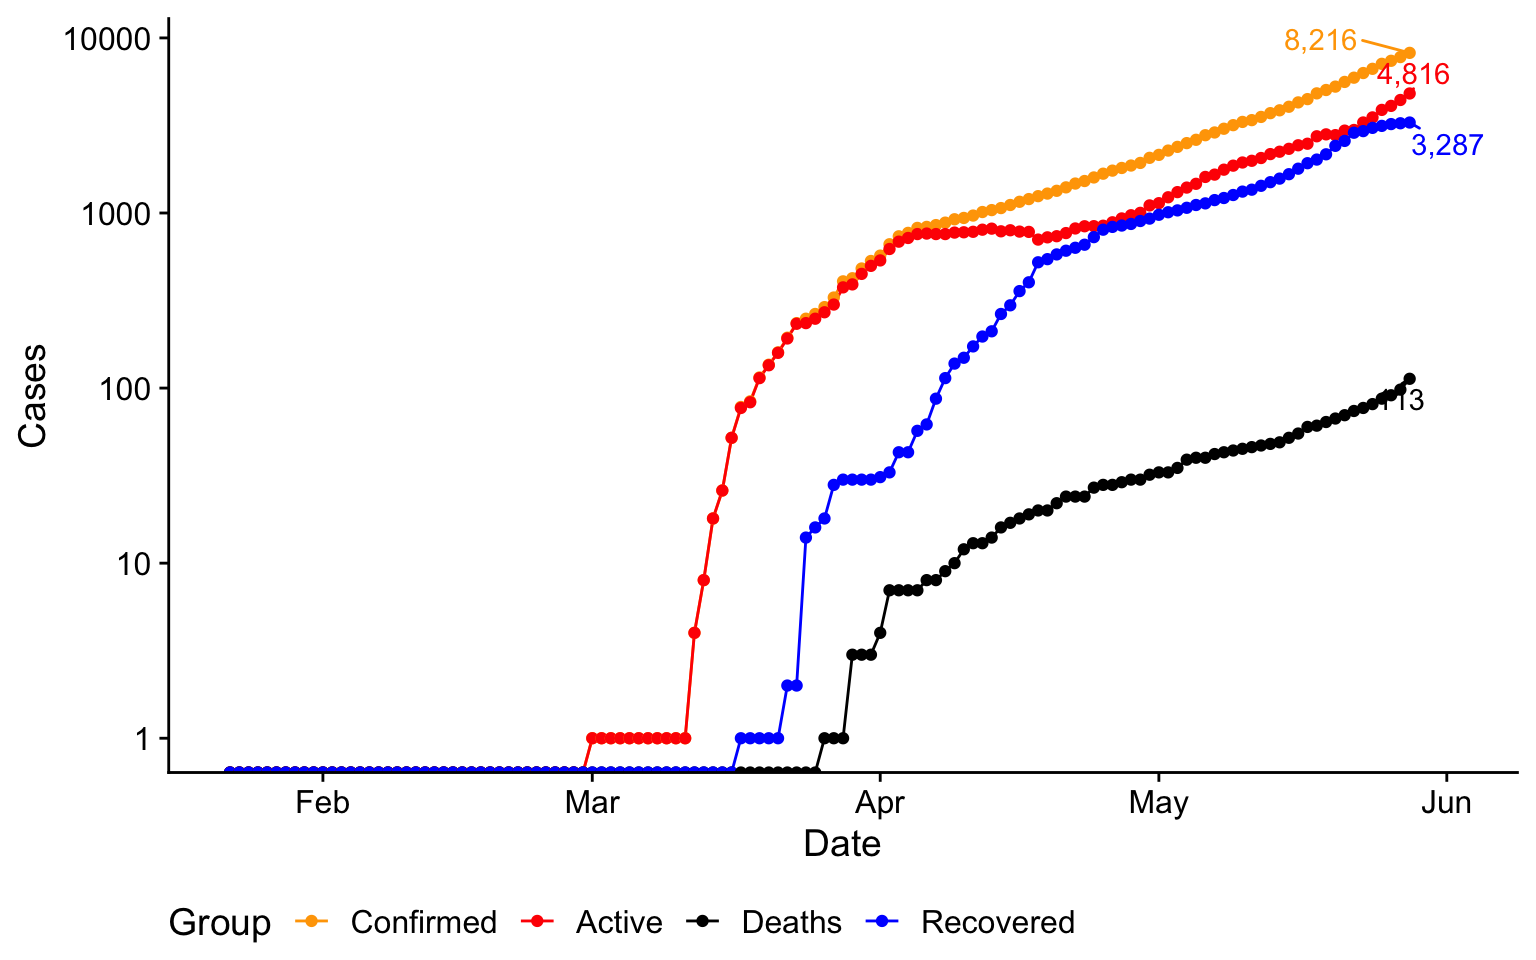 10000
1000
100
10
1
Cases
8,216
4,816
3,287
113
Feb Mar Apr May Jun
Date
Group Confirmed Active Deaths Recovered